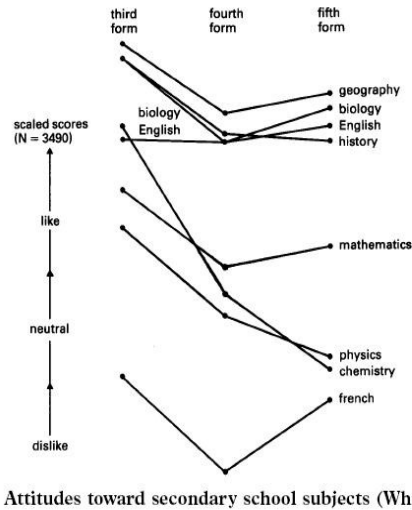 third fourth fifth
form form form
geography
biology
biology
English
English
history
scaled scores
(N = 3490)
like
mathematics
neutral
physics
chemistry
french
dislike
Attitudes toward secondary school subjects (Wh